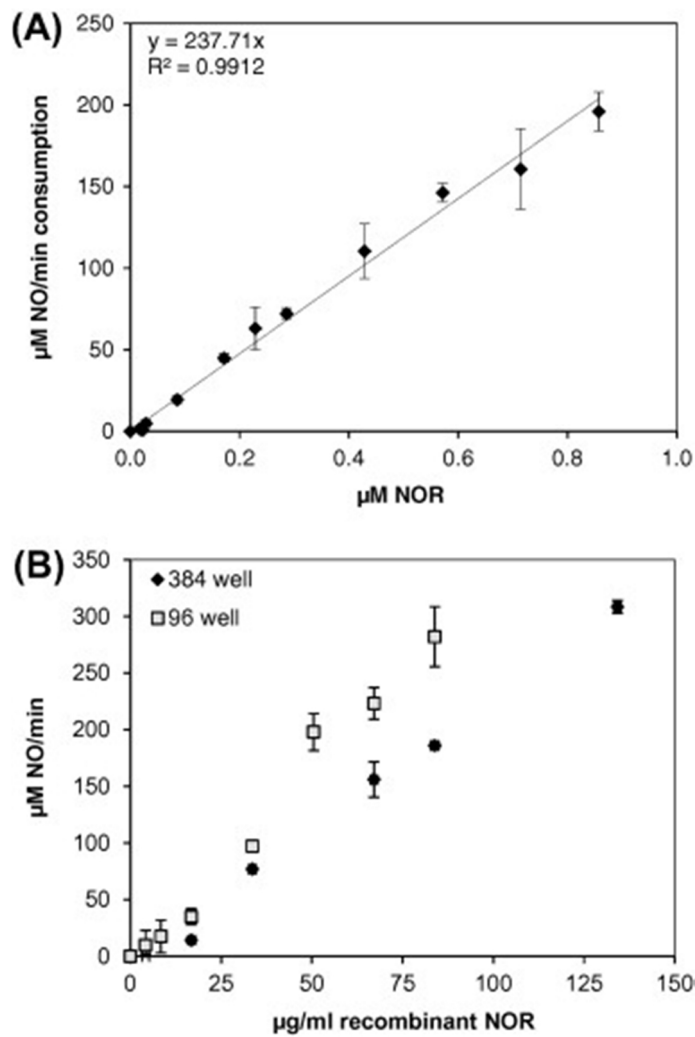 (A)
250
200
150
100
50
0
y = 237.71x
R² = 0.9912
µM NO/min consumption
0.0 0.2 0.4 0.6 0.8 1.0
µM NOR
(B)
350
300
250
200
150
100
50
0
384 well
96 well
µM NO/min
0 25 50 75 100 125 150
µg/ml recombinant NOR